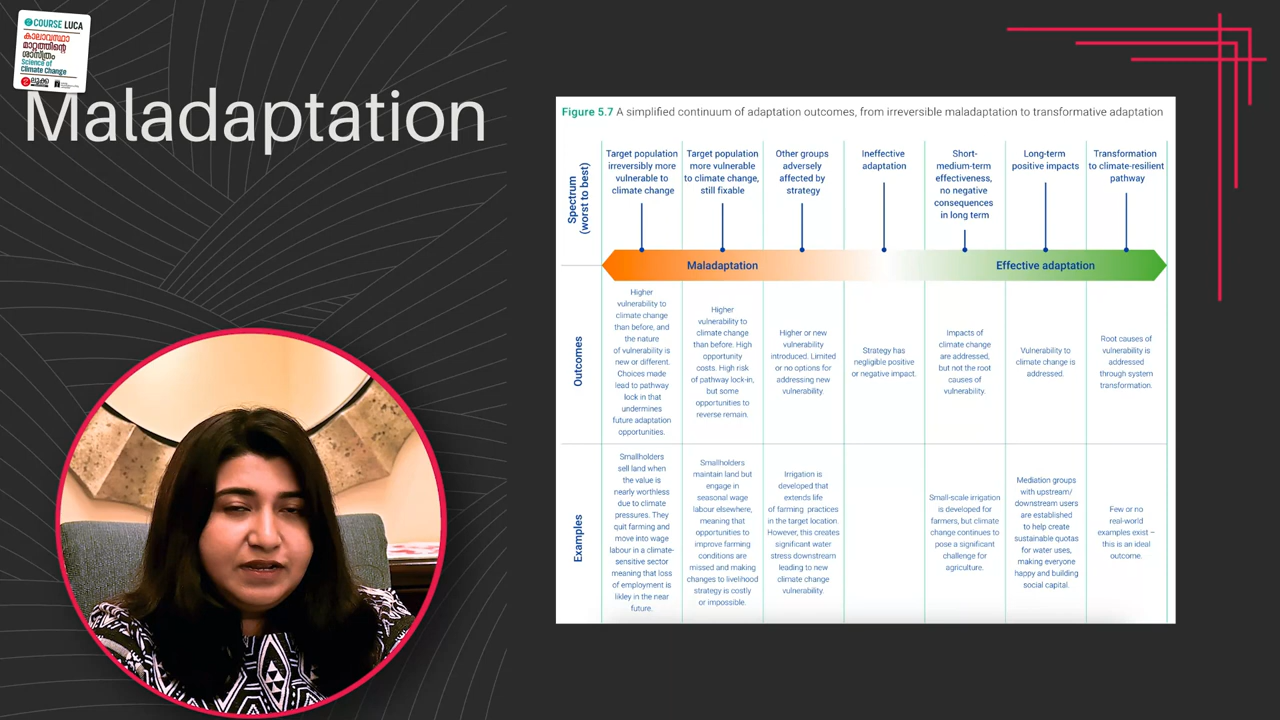 COURSE LUCA
കാലാവസ്ഥാ
മാറ്റത്തിന്റെ
ശാസ്ത്രം
Science of
Climate Change
ലൂക്ക
Maladaptation
Figure 5.7 A simplified continuum of adaptation outcomes, from irreversible maladaptation to transformative adaptation
Spectrum
(worst to best)
Target population
irreversibly more
vulnerable to
climate change
Target population
more vulnerable
to climate change,
still fixable
Other groups
adversely
affected by
strategy
Ineffective
adaptation
Short-
medium-term
effectiveness,
no negative
consequences
in long term
Long-term
positive impacts
Transformation
to climate-resilient
pathway
Maladaptation
Effective adaptation
Outcomes
Higher
vulnerability to
climate change
than before, and
the nature
of vulnerability is
new or different.
Choices made
lead to pathway
lock in that
undermines
future adaptation
opportunities.
Higher
vulnerability to
climate change
than before. High
opportunity
costs. High risk
of pathway lock-in,
but some
opportunities to
reverse remain.
Higher or new
vulnerability
introduced. Limited
or no options for
addressing new
vulnerability.
Strategy has
negligible positive
or negative impact.
Impacts of
climate change
are addressed,
but not the root
causes of
vulnerability.
Vulnerability to
climate change is
addressed.
Root causes of
vulnerability is
addressed
through system
transformation.
Examples
Smallholders
sell land when
the value is
nearly worthless
due to climate
pressures. They
quit farming and
move into wage
labour in a climate-
sensitive sector
meaning that loss
of employment is
likley in the near
future.
Smallholders
maintain land but
engage in
seasonal wage
labour elsewhere,
meaning that
opportunities to
improve farming
conditions are
missed and making
changes to livelihood
strategy is costly
or impossible.
Irrigation is
developed that
extends life
of farming practices
in the target location.
However, this creates
significant water
stress downstream
leading to new
climate change
vulnerability.
Small-scale irrigation
is developed for
farmers, but climate
change continues to
pose a significant
challenge for
agriculture.
Mediation groups
with upstream/
downstream users
are established
to help create
sustainable quotas
for water uses,
making everyone
happy and building
social capital.
Few or no
real-world
examples exist –
this is an ideal
outcome.